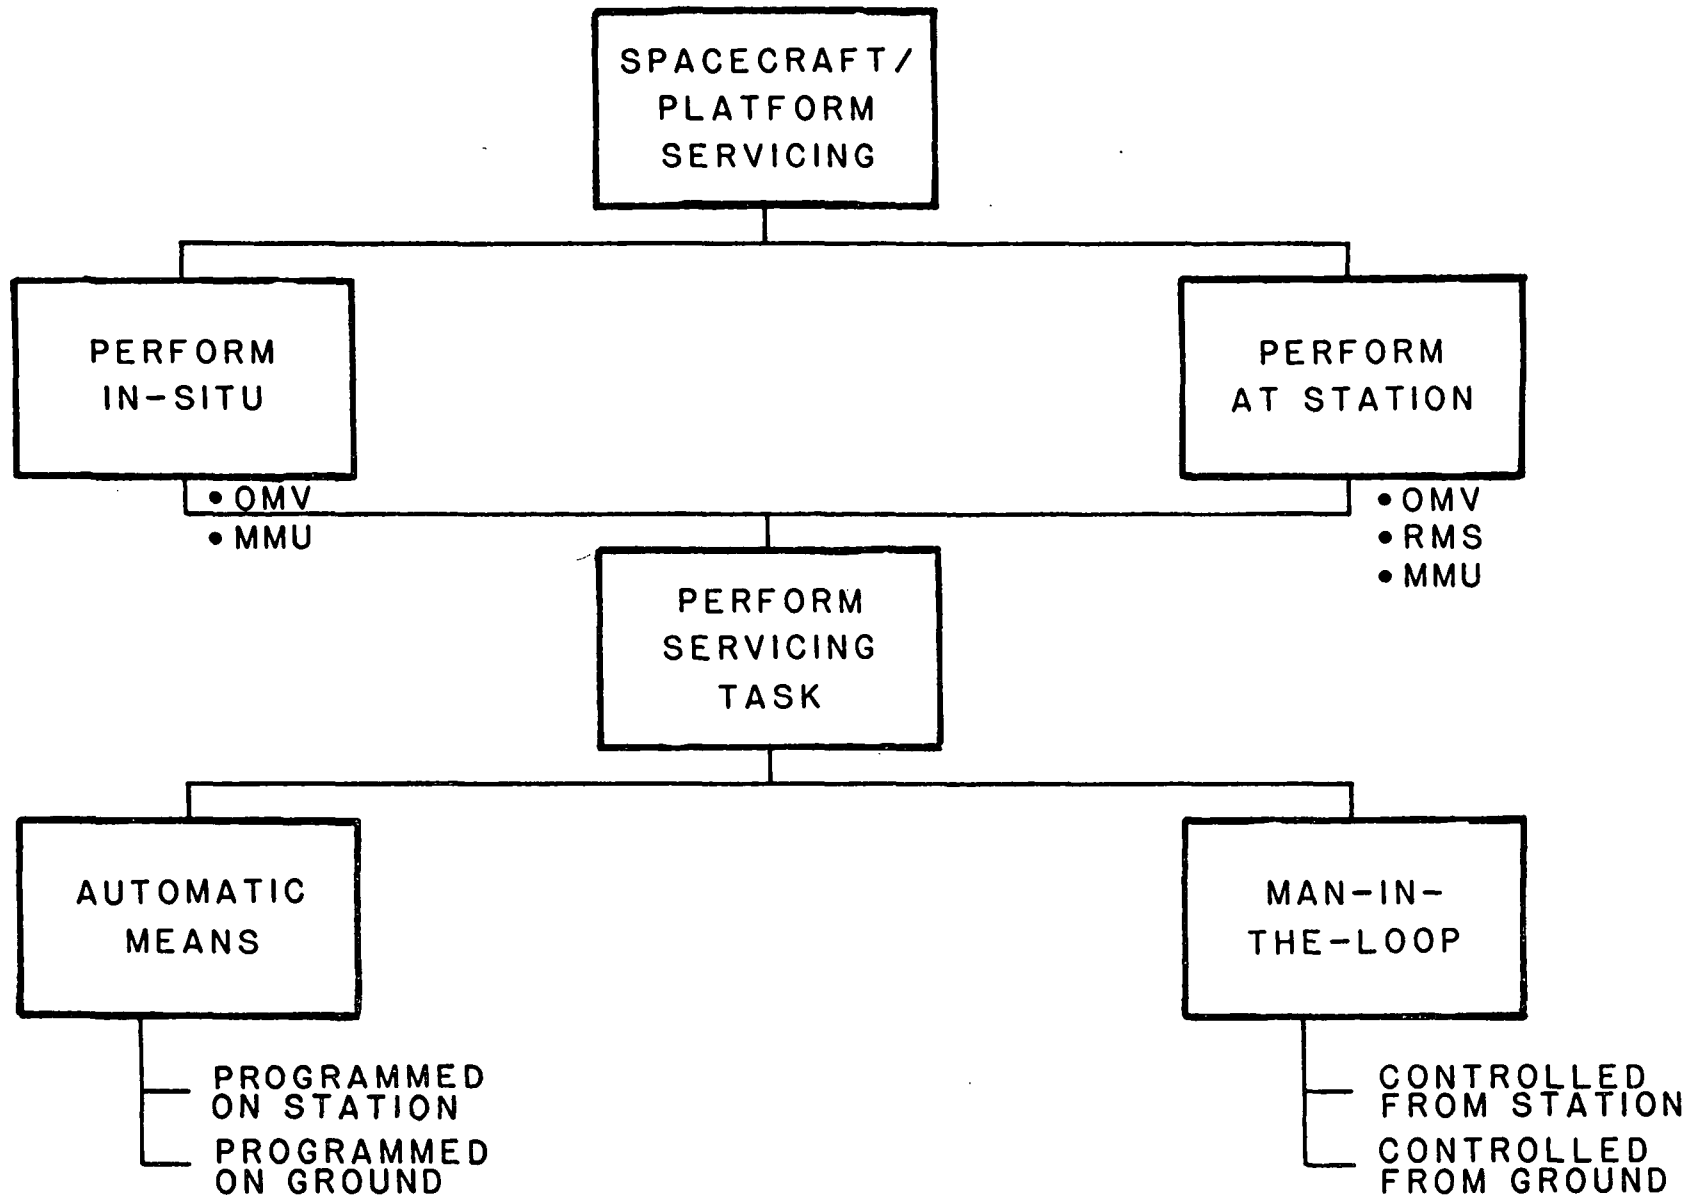 SPACECRAFT/
PLATFORM
SERVICING
PERFORM
IN-SITU
PERFORM
AT STATION
• OMV
• MMU
• OMV
• RMS
• MMU
PERFORM
SERVICING
TASK
AUTOMATIC
MEANS
MAN-IN-
THE-LOOP
PROGRAMMED
ON STATION
PROGRAMMED
ON GROUND
CONTROLLED
FROM STATION
CONTROLLED
FROM GROUND